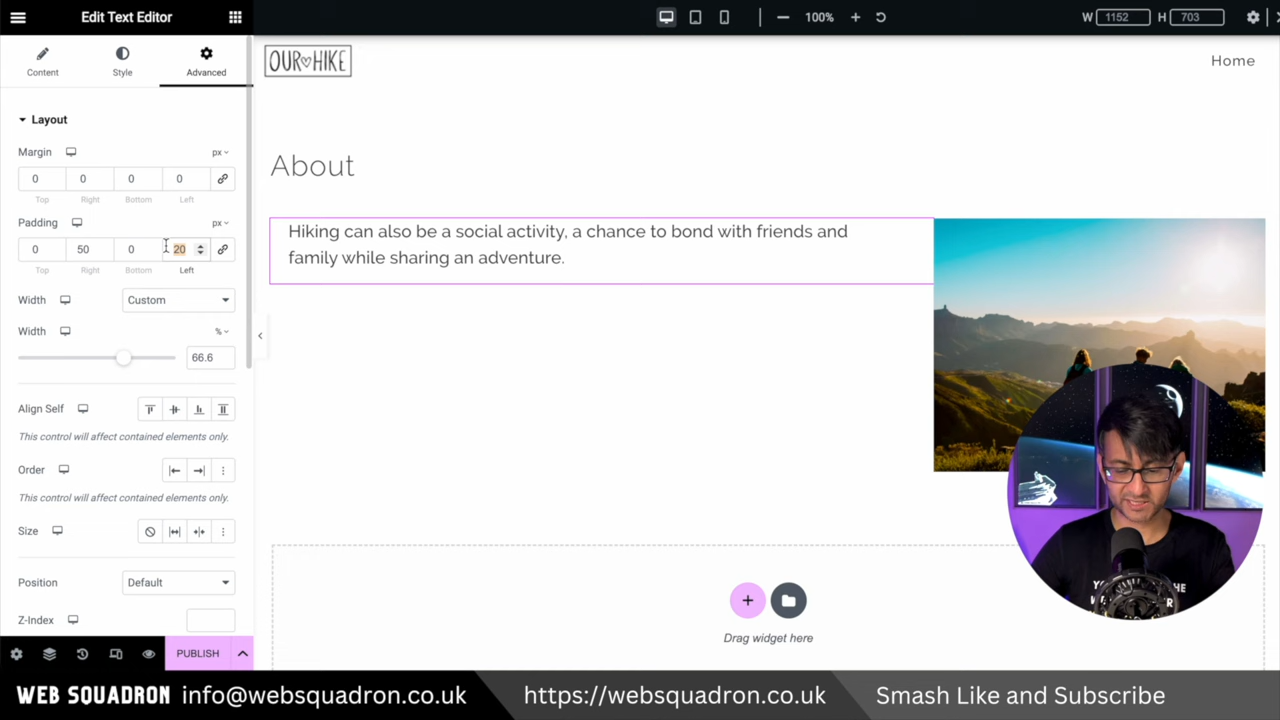 Edit Text Editor
100%
W 1152 H 703
Content
Style
Advanced
OUR HIKE
Home
Layout
Margin
px
0 0 0 0
Top Right Bottom Left
Padding
px
0 50 0 20
Top Right Bottom Left
Width
Custom
Width
%
66.6
Align Self
This control will affect contained elements only.
Order
This control will affect contained elements only.
Size
Position
Default
Z-Index
PUBLISH
About
Hiking can also be a social activity, a chance to bond with friends and
family while sharing an adventure.
Drag widget here
WEB SQUADRON info@websquadron.co.uk
https://websquadron.co.uk
Smash Like and Subscribe